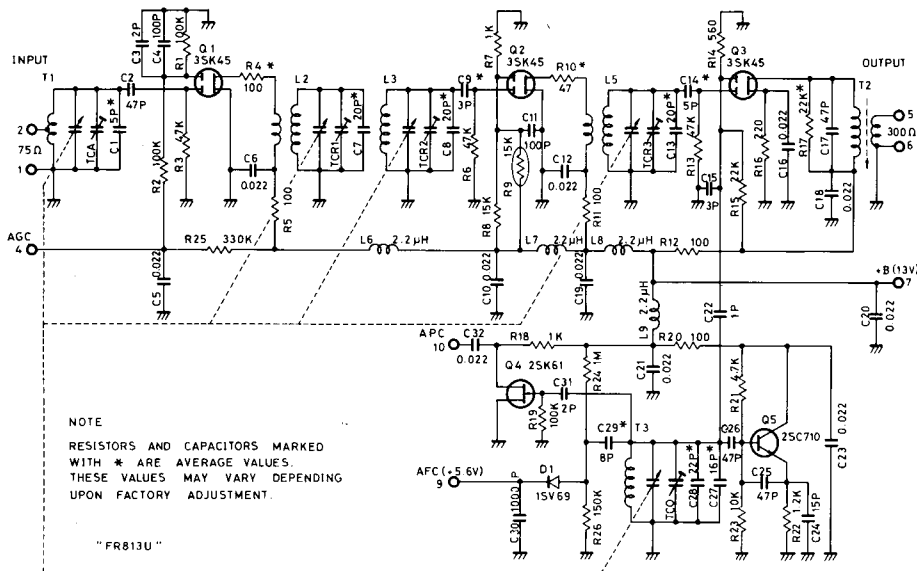 INPUT
T1
2
75Ω
1
TCA
C1 5P*
C2
47P
C3 2P
C4 100P
R1 100K
Q1
3SK45
R4*
100
R2 100K
R3 47K
C6
0.022
R5 100
L2
TCR1
20P*
C7
L3
TCR2
20P*
C8
C9*
3P
R6 47K
R7 1K
Q2
3SK45
R10*
47
C11
100P
R9 15K
R8 15K
C12
0.022
R11 100
L5
TCR3
20P*
C13
C14*
5P
R13 47K
C15
3P
R14 560
Q3
3SK45
R15 22K
R16 220
C16 0.022
R17 22K*
C17 47P
C18 0.022
T2
OUTPUT
5
300Ω
6
AGC
4
R25 330K
C5 0.022
L6 2.2μH
C10 0.022
L7 2.2μH
L8 2.2μH
C19 0.022
R12 100
+B (13V)
7
C20 0.022
L9 2.2μH
C22 1P
APC
10
C32
0.022
R18 1K
R20 100
C21 0.022
Q4 2SK61
C31
2P
R19 100K
R24 1M
R21 4.7K
Q5
2SC710
C23 0.022
C29*
8P
T3
TCO
C28 22P*
C27 16P*
C26
47P
C25
47P
R23 10K
R22 1.2K
C24 15P
AFC (+5.6V)
9
C30 1000P
D1
1SV69
R26 150K
NOTE
RESISTORS AND CAPACITORS MARKED
WITH * ARE AVERAGE VALUES.
THESE VALUES MAY VARY DEPENDING
UPON FACTORY ADJUSTMENT.
"FR813U"